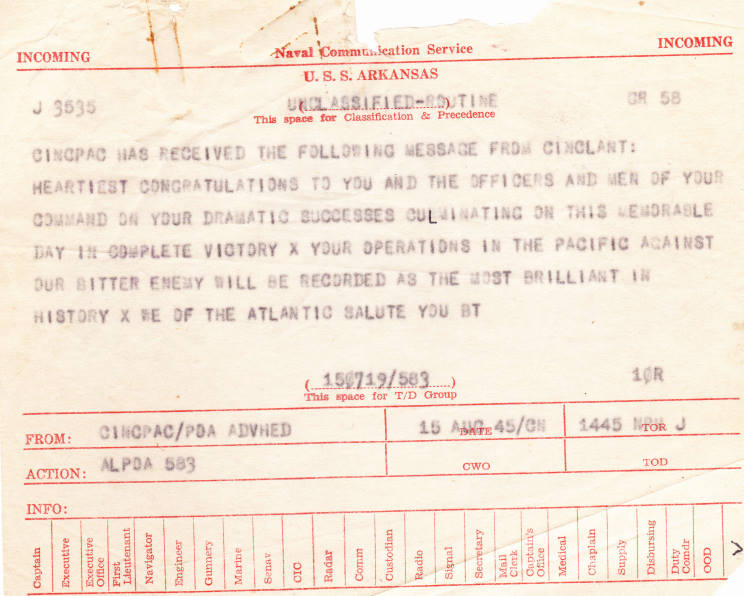 INCOMING Naval Communication Service INCOMING
U. S. S. ARKANSAS
J 3535 UNCLASSIFIED-ROUTINE GR 58
This space for Classification & Precedence
CINCPAC HAS RECEIVED THE FOLLOWING MESSAGE FROM CINCLANT:
HEARTIEST CONGRATULATIONS TO YOU AND THE OFFICERS AND MEN OF YOUR
COMMAND ON YOUR DRAMATIC SUCCESSES CULMINATING ON THIS MEMORABLE
DAY IN COMPLETE VICTORY X YOUR OPERATIONS IN THE PACIFIC AGAINST
OUR BITTER ENEMY WILL BE RECORDED AS THE MOST BRILLIANT IN
HISTORY X WE OF THE ATLANTIC SALUTE YOU BT
(150719/583) 10R
This space for T/D Group
FROM: CINCPAC/POA ADVHED 15 AUG 45/CN DATE 1445 TOR J
ACTION: ALPOA 583 CWO TOD
INFO:
Captain
Executive
Executive Office
First Lieutenant
Navigator
Engineer
Gunnery
Marine
Senav
CIC
Radar
Comm
Custodian
Radio
Signal
Secretary
Mail Clerk
Captain's Office
Medical
Chaplain
Supply
Disbursing
Duty Comdr
OOD